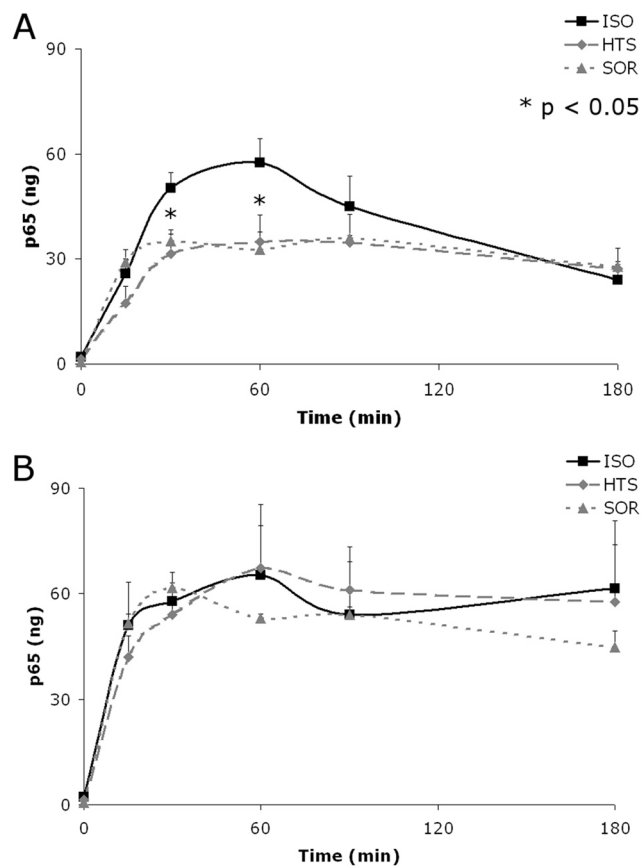 A
ISO
HTS
SOR
* p < 0.05
90
60
30
0
p65 (ng)
*
*
0
60
120
180
Time (min)
B
ISO
HTS
SOR
90
60
30
0
p65 (ng)
0
60
120
180
Time (min)